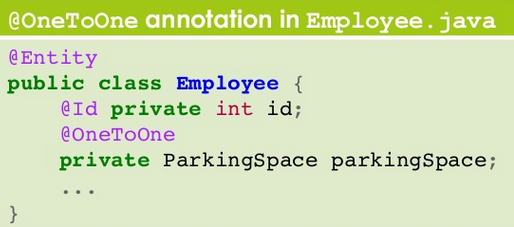 @OneToOne annotation in Employee.java
@Entity
public class Employee {
    @Id private int id;
    @OneToOne
    private ParkingSpace parkingSpace;
    ...
}